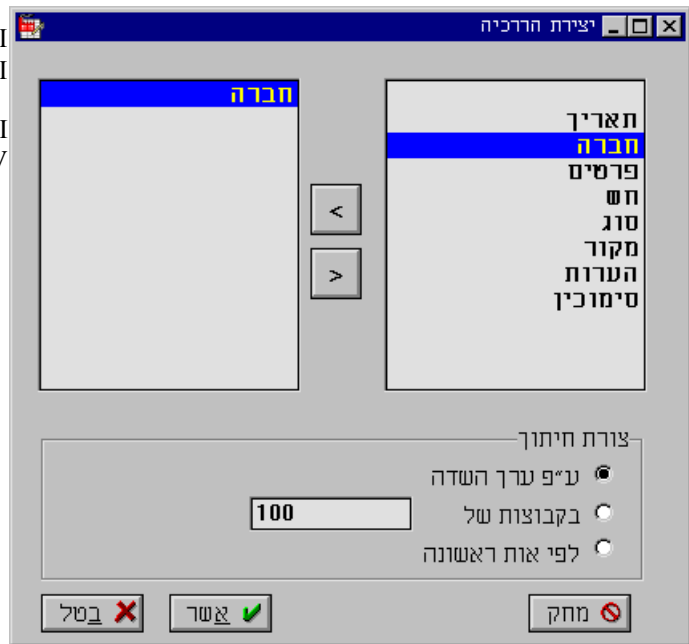 יצירת הררכיה
תאריך
חברה
פרטים
חש
סוג
מקור
הערות
סימוכין
<
>
חברה
צורת חיתוך
ע"פ ערך השדה
בקבוצות של 100
לפי אות ראשונה
מחק
אשר
בטל